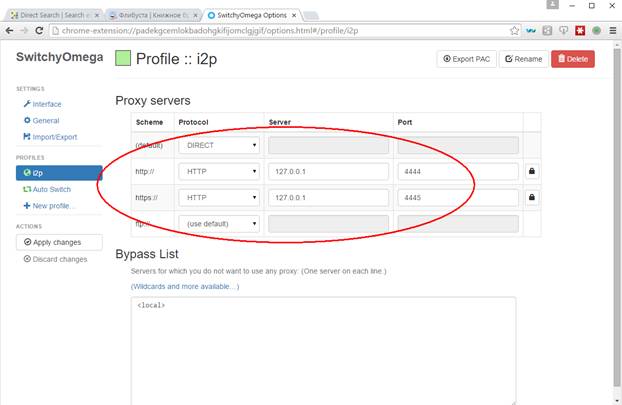 Direct Search | Search e
Флибуста | Книжное б
SwitchyOmega Options
chrome-extension://padekgcemlokbadohgkifijomclgjgif/options.html#/profile/i2p
SwitchyOmega
Profile :: i2p
Export PAC
Rename
Delete
SETTINGS
Interface
General
Import/Export
PROFILES
i2p
Auto Switch
New profile...
ACTIONS
Apply changes
Discard changes
Proxy servers
Scheme Protocol Server Port
(default) DIRECT
http:// HTTP 127.0.0.1 4444
https:// HTTP 127.0.0.1 4445
ftp:// (use default)
Bypass List
Servers for which you do not want to use any proxy: (One server on each line.)
(Wildcards and more available...)
<local>